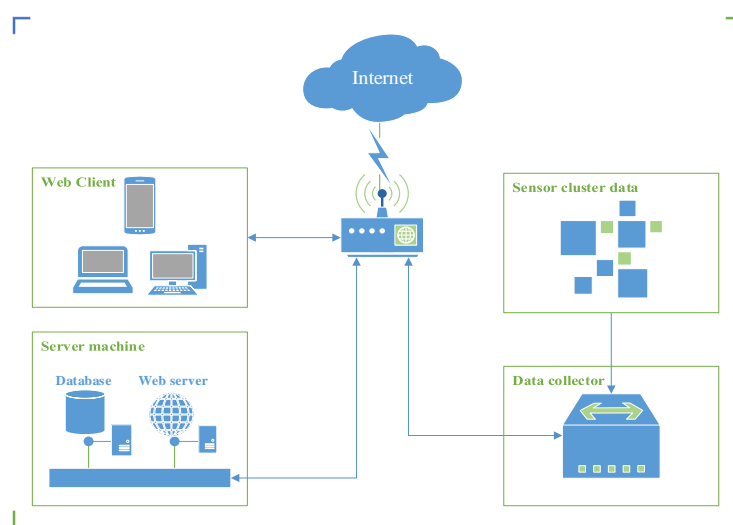 Internet
Web Client
Sensor cluster data
Server machine
Database
Web server
Data collector